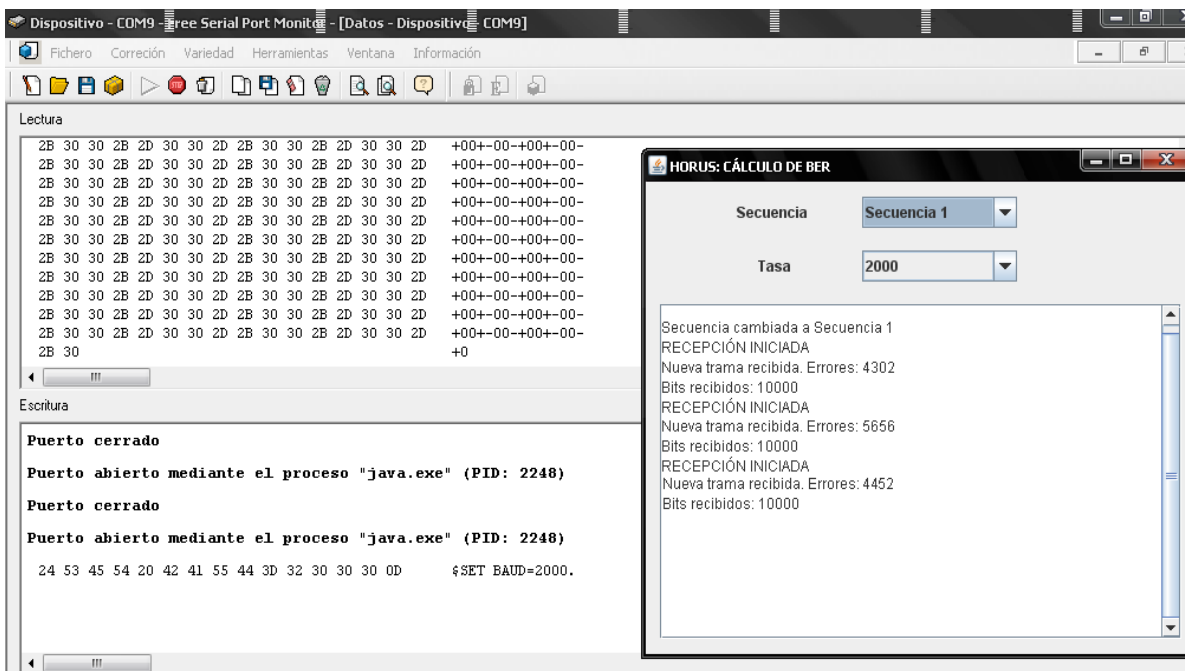 Dispositivo - COM9 - Free Serial Port Monitor - [Datos - Dispositivo - COM9]
Fichero Correción Variedad Herramientas Ventana Información
STOP
Lectura
2B 30 30 2B 2D 30 30 2D 2B 30 30 2B 2D 30 30 2D +00+-00-+00+-00-
2B 30 30 2B 2D 30 30 2D 2B 30 30 2B 2D 30 30 2D +00+-00-+00+-00-
2B 30 30 2B 2D 30 30 2D 2B 30 30 2B 2D 30 30 2D +00+-00-+00+-00-
2B 30 30 2B 2D 30 30 2D 2B 30 30 2B 2D 30 30 2D +00+-00-+00+-00-
2B 30 30 2B 2D 30 30 2D 2B 30 30 2B 2D 30 30 2D +00+-00-+00+-00-
2B 30 30 2B 2D 30 30 2D 2B 30 30 2B 2D 30 30 2D +00+-00-+00+-00-
2B 30 30 2B 2D 30 30 2D 2B 30 30 2B 2D 30 30 2D +00+-00-+00+-00-
2B 30 30 2B 2D 30 30 2D 2B 30 30 2B 2D 30 30 2D +00+-00-+00+-00-
2B 30 30 2B 2D 30 30 2D 2B 30 30 2B 2D 30 30 2D +00+-00-+00+-00-
2B 30 30 2B 2D 30 30 2D 2B 30 30 2B 2D 30 30 2D +00+-00-+00+-00-
2B 30 30 2B 2D 30 30 2D 2B 30 30 2B 2D 30 30 2D +00+-00-+00+-00-
2B 30 +0
Escritura
Puerto cerrado
Puerto abierto mediante el proceso "java.exe" (PID: 2248)
Puerto cerrado
Puerto abierto mediante el proceso "java.exe" (PID: 2248)
24 53 45 54 20 42 41 55 44 3D 32 30 30 30 0D $SET BAUD=2000.
HORUS: CÁLCULO DE BER
Secuencia Secuencia 1
Tasa 2000
Secuencia cambiada a Secuencia 1
RECEPCIÓN INICIADA
Nueva trama recibida. Errores: 4302
Bits recibidos: 10000
RECEPCIÓN INICIADA
Nueva trama recibida. Errores: 5656
Bits recibidos: 10000
RECEPCIÓN INICIADA
Nueva trama recibida. Errores: 4452
Bits recibidos: 10000